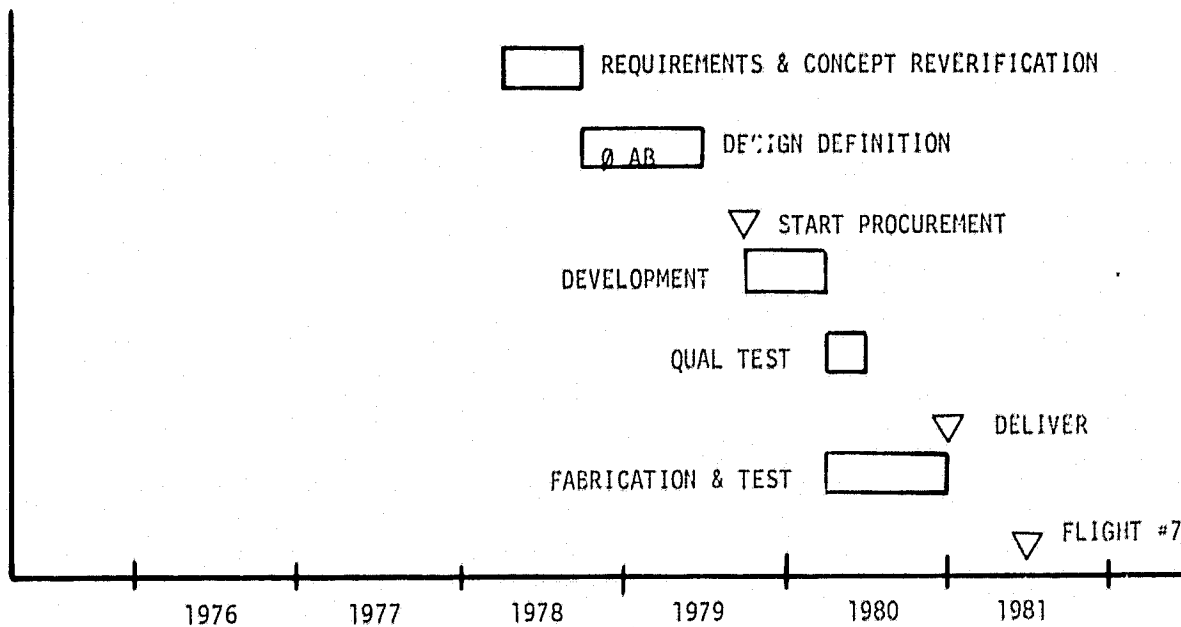 REQUIREMENTS & CONCEPT REVERIFICATION
Ø AB
DESIGN DEFINITION
START PROCUREMENT
DEVELOPMENT
QUAL TEST
DELIVER
FABRICATION & TEST
FLIGHT #7
1976 1977 1978 1979 1980 1981